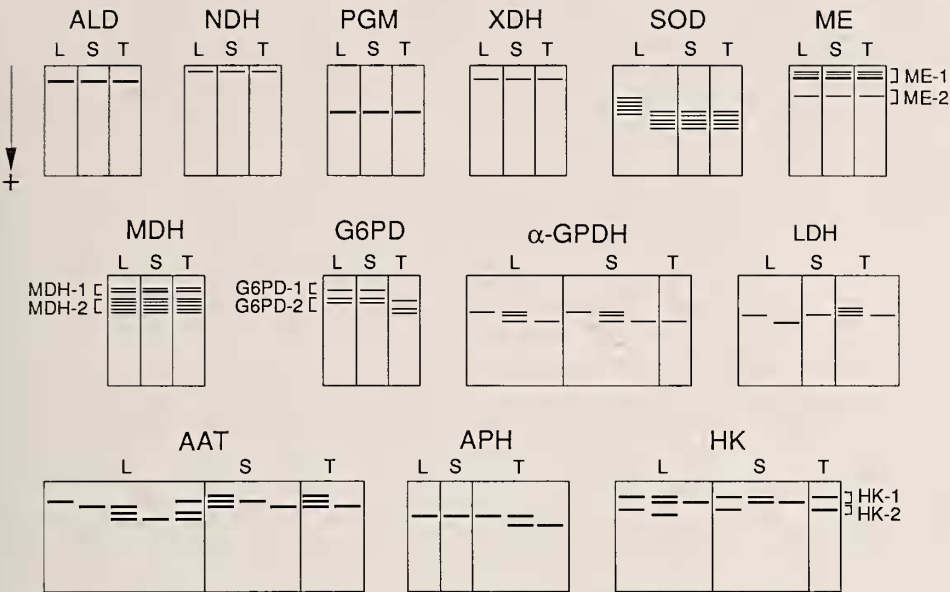 ALD NDH PGM XDH SOD ME
L S T L S T L S T L S T L S T L S T
ME-1
ME-2
+
MDH G6PD α-GPDH LDH
L S T L S T L S T L S T
MDH-1 G6PD-1
MDH-2 G6PD-2
AAT APH HK
L S T L S T L S T
HK-1
HK-2